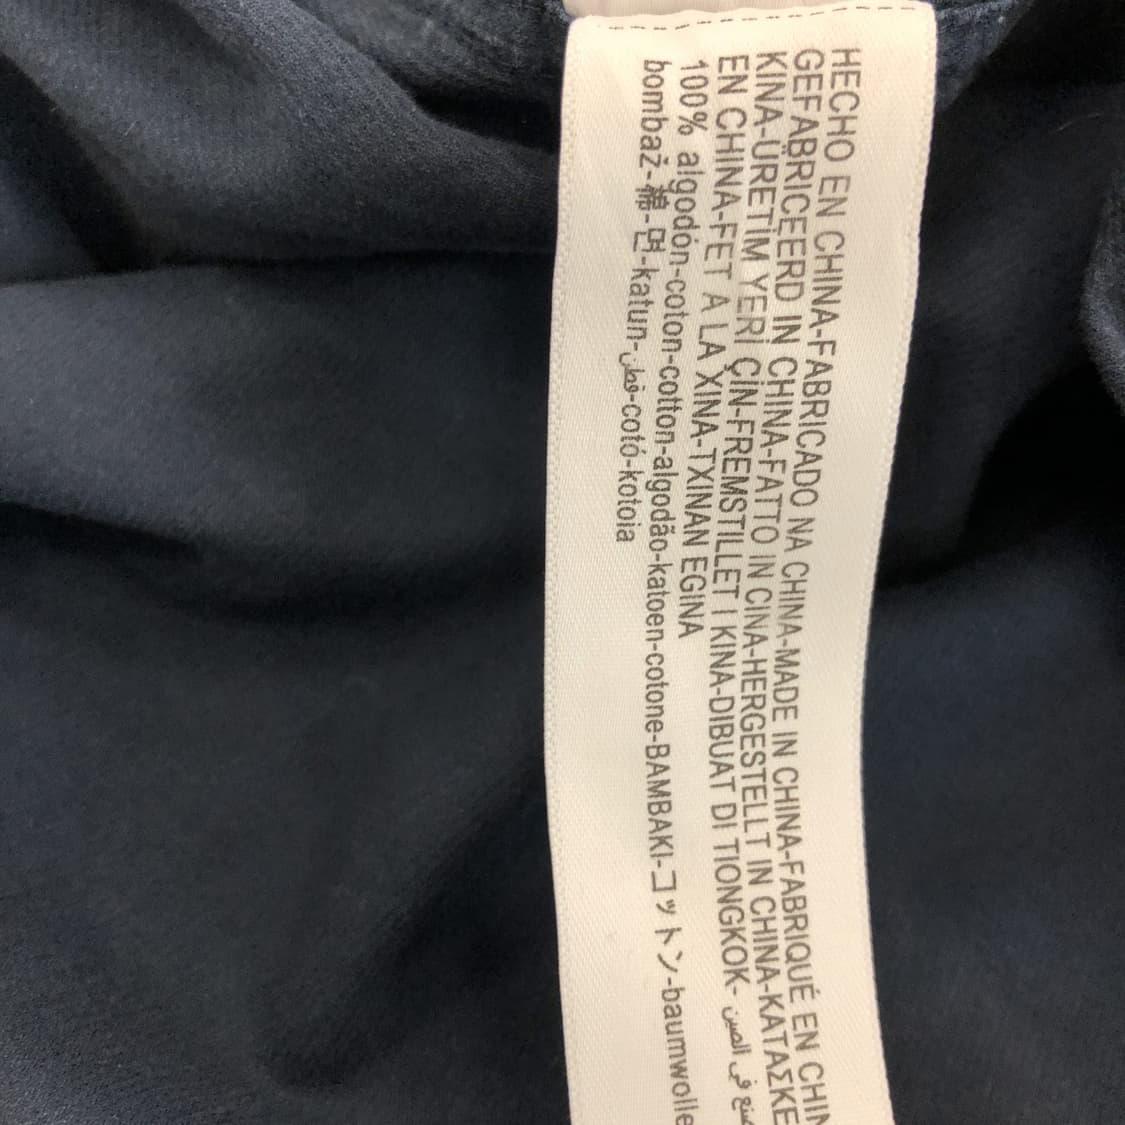 HECHO EN CHINA-FABRICADO NA CHINA-MADE IN CHINA-FABRIQUÉ EN CHIN
GEFABRICEERD IN CHINA-FATTO IN CINA-HERGESTELLT IN CHINA-ΚΑΤΑΣΚΕ
KINA-ÜRETİM YERİ ÇİN-FREMSTILLET I KINA-DIBUAT DI TIONGKOK- صنع في الصين
EN CHINA-FET A LA XINA-TXINAN EGINA
100% algodón-coton-cotton-algodão-katoen-cotone-BAMBAKI-コットン-baumwolle
bombaž-棉-면-katun-قطن-cotó-kotoia